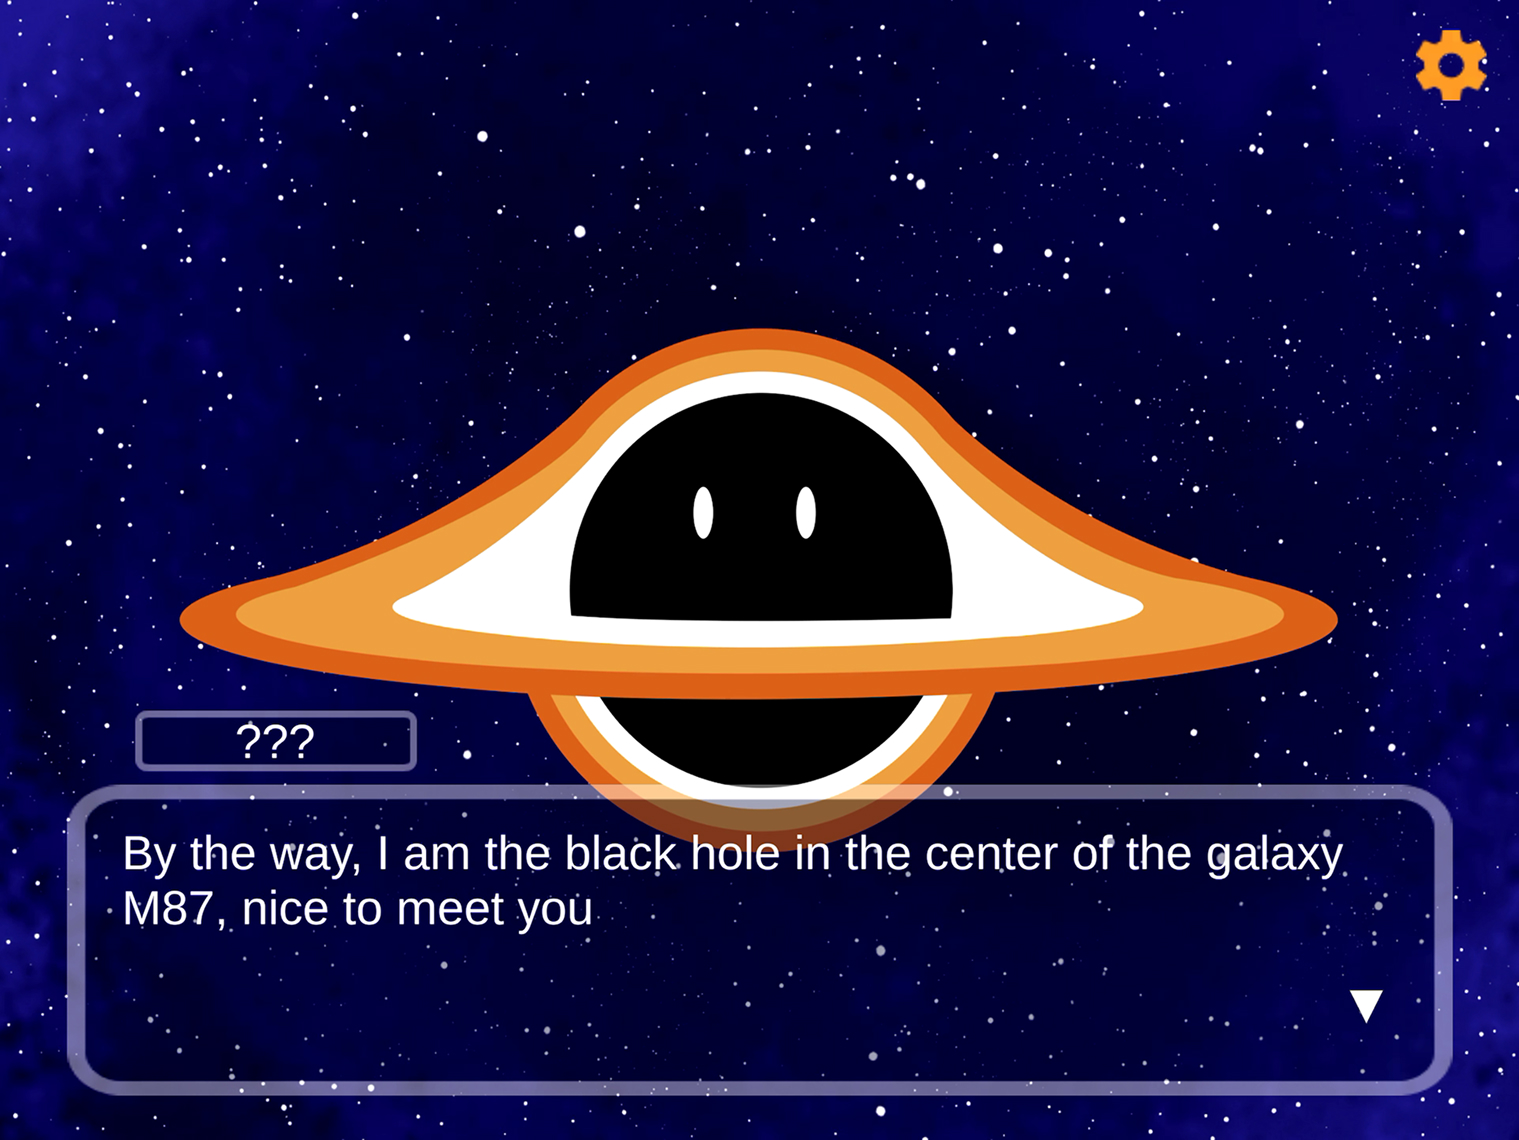 ???
By the way, I am the black hole in the center of the galaxy
M87, nice to meet you